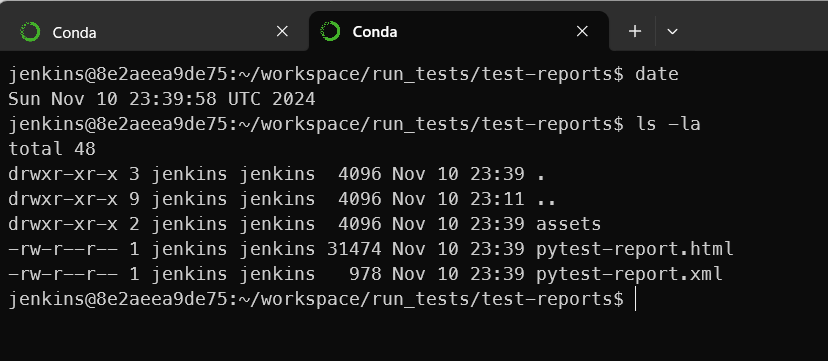 Conda
Conda
jenkins@8e2aeea9de75:~/workspace/run_tests/test-reports$ date
Sun Nov 10 23:39:58 UTC 2024
jenkins@8e2aeea9de75:~/workspace/run_tests/test-reports$ ls -la
total 48
drwxr-xr-x 3 jenkins jenkins  4096 Nov 10 23:39 .
drwxr-xr-x 9 jenkins jenkins  4096 Nov 10 23:11 ..
drwxr-xr-x 2 jenkins jenkins  4096 Nov 10 23:39 assets
-rw-r--r-- 1 jenkins jenkins 31474 Nov 10 23:39 pytest-report.html
-rw-r--r-- 1 jenkins jenkins   978 Nov 10 23:39 pytest-report.xml
jenkins@8e2aeea9de75:~/workspace/run_tests/test-reports$